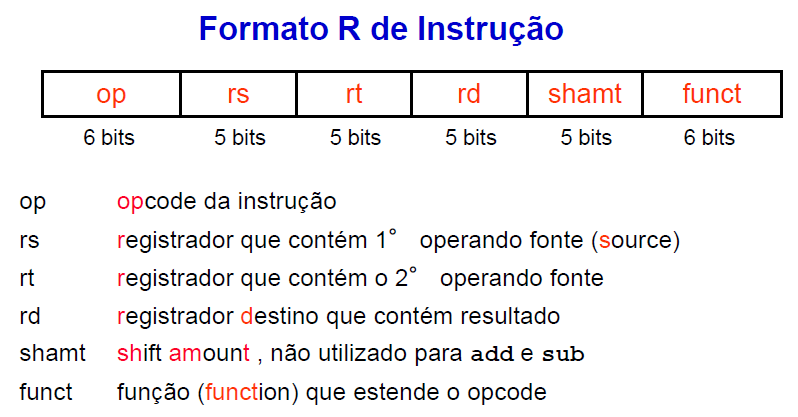 Formato R de Instrução
op rs rt rd shamt funct
6 bits 5 bits 5 bits 5 bits 5 bits 6 bits
op opcode da instrução
rs registrador que contém 1° operando fonte (source)
rt registrador que contém o 2° operando fonte
rd registrador destino que contém resultado
shamt shift amount , não utilizado para add e sub
funct função (function) que estende o opcode